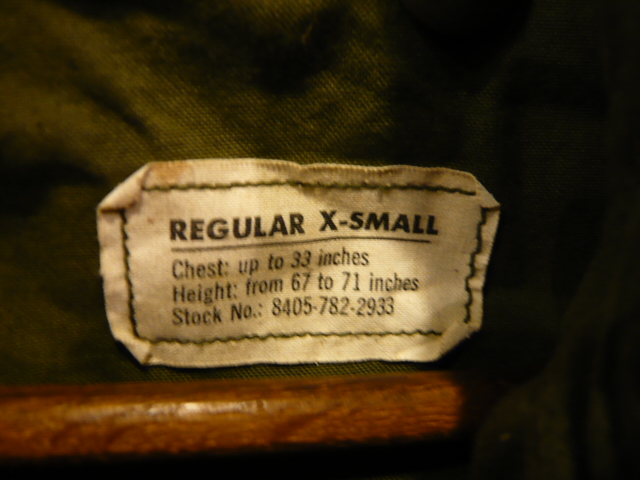 REGULAR X-SMALL
Chest: up to 33 inches
Height: from 67 to 71 inches
Stock No.: 8405-782-2933